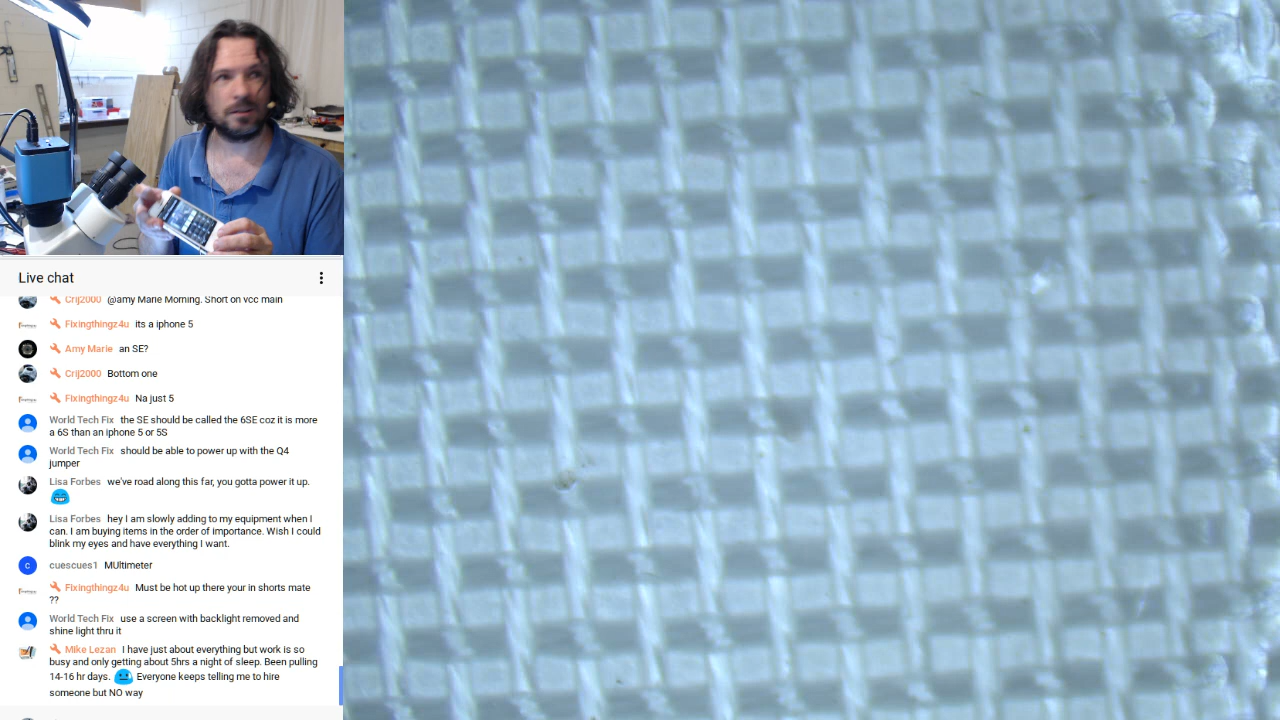 Live chat
Crij2000 @amy Marie Morning. Short on vcc main
Fixingthingz4u its a iphone 5
Amy Marie an SE?
Crij2000 Bottom one
Fixingthingz4u Na just 5
World Tech Fix the SE should be called the 6SE coz it is more
a 6S than an iphone 5 or 5S
World Tech Fix should be able to power up with the Q4
jumper
Lisa Forbes we've road along this far, you gotta power it up.
Lisa Forbes hey I am slowly adding to my equipment when I
can. I am buying items in the order of importance. Wish I could
blink my eyes and have everything I want.
c cuescues1 MUltimeter
Fixingthingz4u Must be hot up there your in shorts mate
??
World Tech Fix use a screen with backlight removed and
shine light thru it
Mike Lezan I have just about everything but work is so
busy and only getting about 5hrs a night of sleep. Been pulling
14-16 hr days. Everyone keeps telling me to hire
someone but NO way